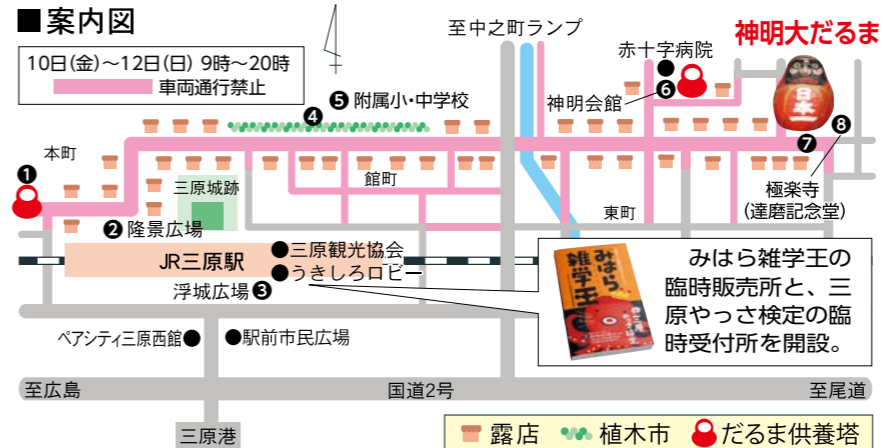 ■案内図
10日(金)～12日(日) 9時～20時
車両通行禁止
至中之町ランプ
赤十字病院
神明大だるま
日本一
❺ 附属小・中学校
❹
神明会館
❻
❽
❼
本町
❶
三原城跡
館町
極楽寺
(達磨記念堂)
東町
❷ 隆景広場
JR三原駅
●三原観光協会
●うきしろロビー
浮城広場❸
みはら
雑学王
みはら雑学王の
臨時販売所と、三
原やっさ検定の臨
時受付所を開設。
ペアシティ三原西館●
●駅前市民広場
至広島
国道2号
至尾道
三原港
露店 植木市 だるま供養塔